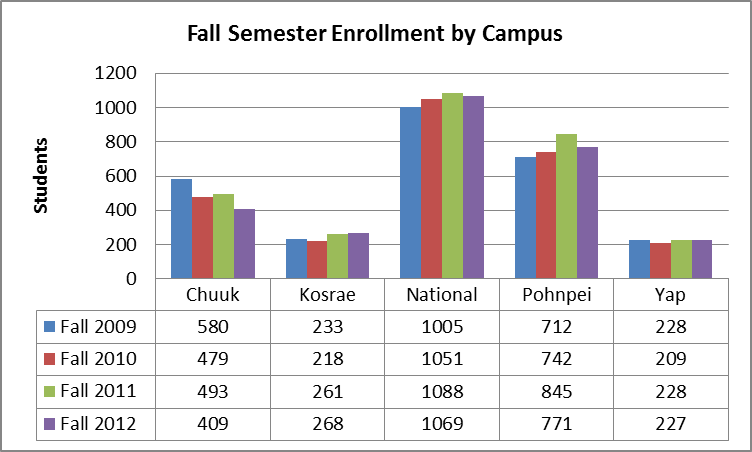 Fall Semester Enrollment by Campus
1200
1000
800
600
400
200
0
Students
Chuuk Kosrae National Pohnpei Yap
Fall 2009 580 233 1005 712 228
Fall 2010 479 218 1051 742 209
Fall 2011 493 261 1088 845 228
Fall 2012 409 268 1069 771 227